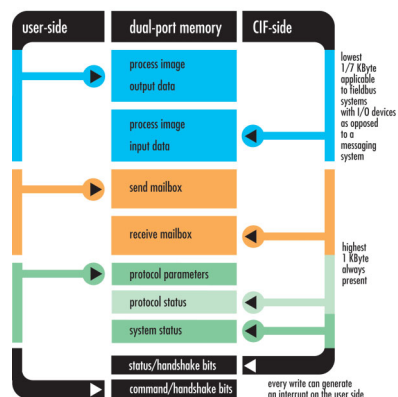 user-side
dual-port memory
CIF-side
process image
output data
process image
input data
send mailbox
receive mailbox
protocol parameters
protocol status
system status
status/handshake bits
command/handshake bits
lowest
1/7 KByte
applicable
to fieldbus
systems
with I/O devices
as opposed
to a
messaging
system
highest
1 KByte
always
present
every write can generate
an interrupt on the user side